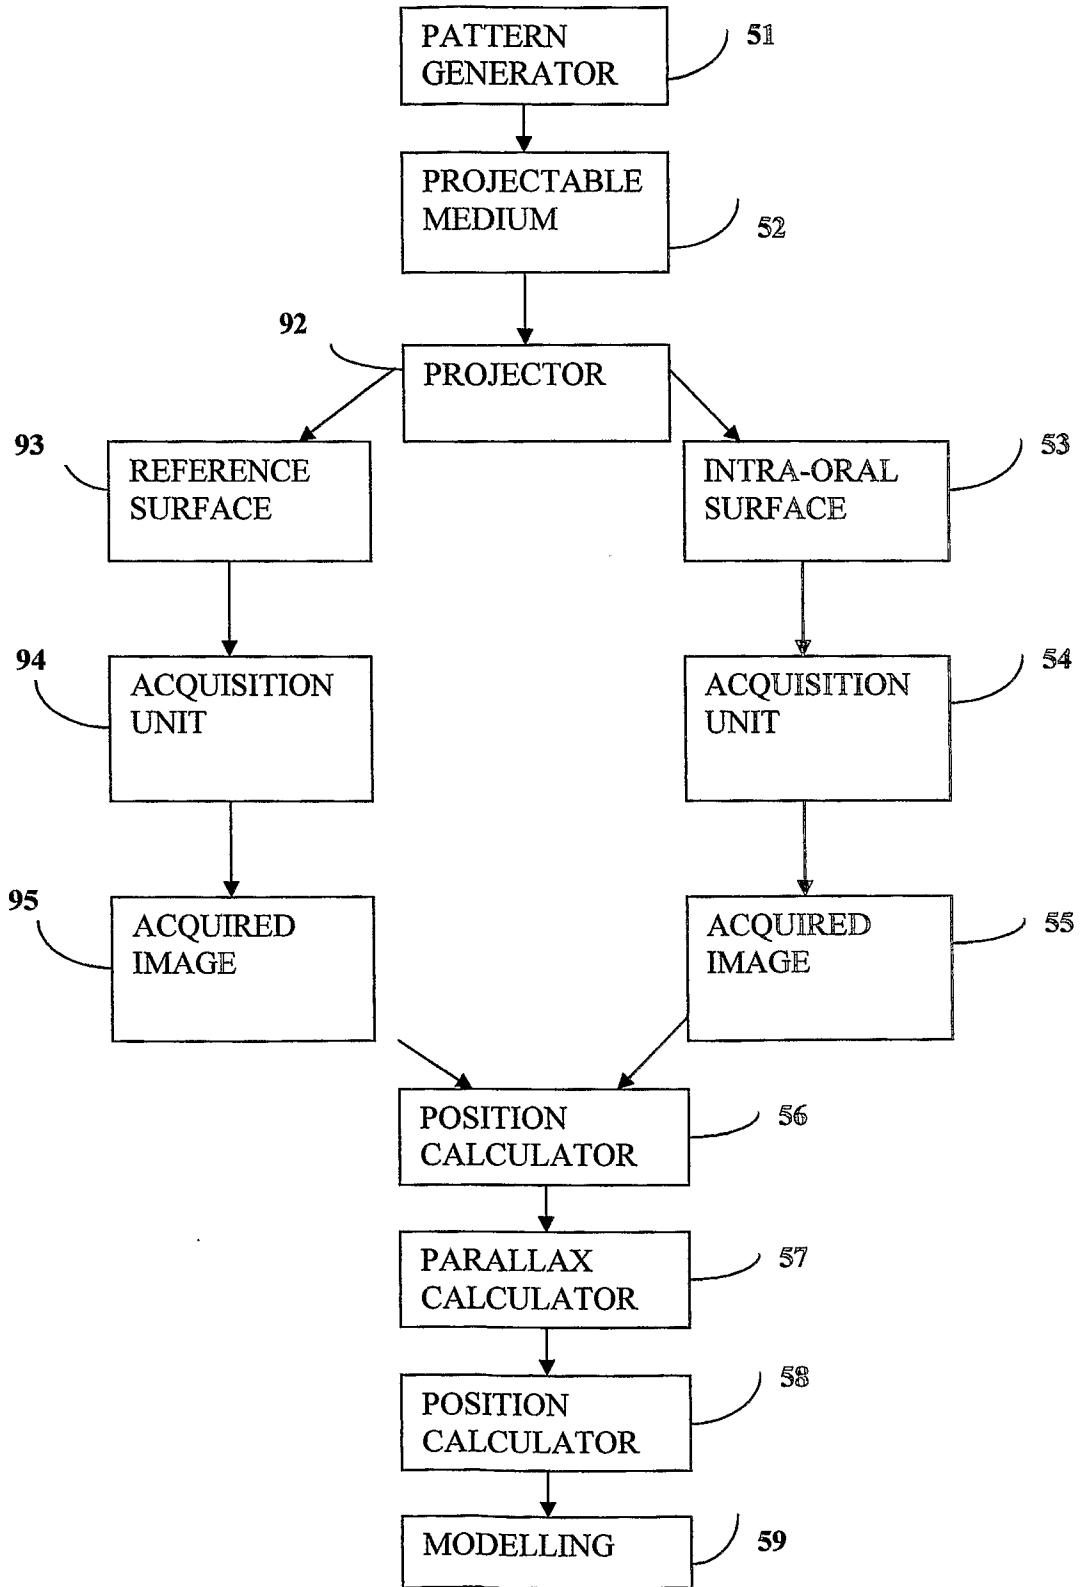 PATTERN
GENERATOR
51
PROJECTABLE
MEDIUM
52
92
PROJECTOR
93
REFERENCE
SURFACE
INTRA-ORAL
SURFACE
53
94
ACQUISITION
UNIT
ACQUISITION
UNIT
54
95
ACQUIRED
IMAGE
ACQUIRED
IMAGE
55
POSITION
CALCULATOR
56
PARALLAX
CALCULATOR
57
POSITION
CALCULATOR
58
MODELLING
59